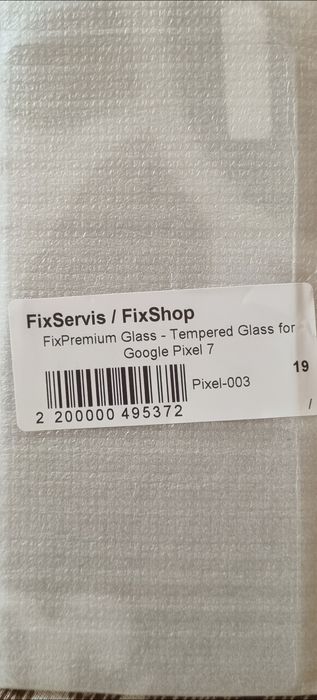 FixServis / FixShop
FixPremium Glass - Tempered Glass for
Google Pixel 7
19
Pixel-003
2 200000 495372
/